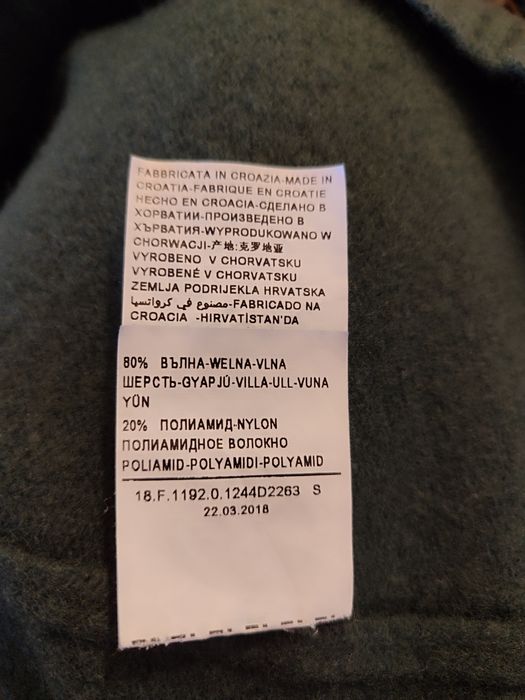 FABBRICATA IN CROAZIA-MADE IN
CROATIA-FABRIQUE EN CROATIE
HECHO EN CROACIA-СДЕЛАНО В
ХОРВАТИИ-ПРОИЗВЕДЕНО В
ХЪРВАТИЯ-WYPRODUKOWANO W
CHORWACJI-产地:克罗地亚
VYROBENO V CHORVATSKU
VYROBENÉ V CHORVATSKU
ZEMLJA PODRIJEKLA HRVATSKA
مصنوع في كرواتسيا-FABRICADO NA
CROACIA -HIRVATİSTAN'DA
80% ВЪЛНА-WELNA-VLNA
ШЕРСТЬ-GYAPJÚ-VILLA-ULL-VUNA
YÜN
20% ПОЛИАМИД-NYLON
ПОЛИАМИДНОЕ ВОЛОКНО
POLIAMID-POLYAMIDI-POLYAMID
18.F.1192.0.1244D2263 S
22.03.2018